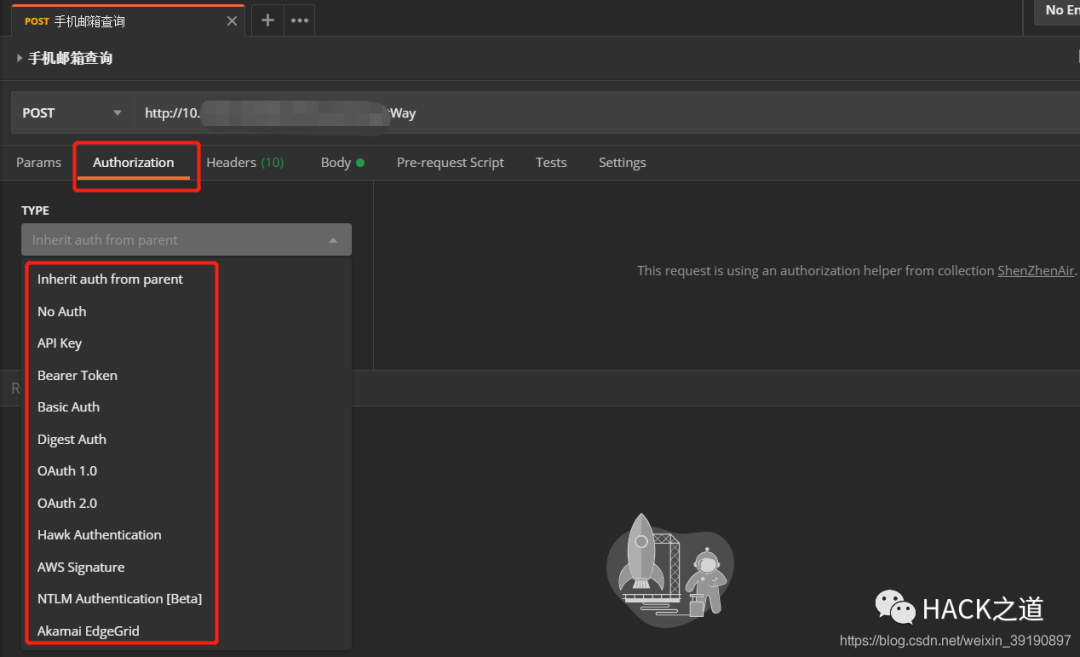 POST 手机邮箱查询
No En
手机邮箱查询
POST http://10. Way
Params Authorization Headers (10) Body Pre-request Script Tests Settings
TYPE
Inherit auth from parent
This request is using an authorization helper from collection ShenZhenAir.
Inherit auth from parent
No Auth
API Key
Bearer Token
R
Basic Auth
Digest Auth
OAuth 1.0
OAuth 2.0
Hawk Authentication
AWS Signature
NTLM Authentication [Beta]
Akamai EdgeGrid
HACK之道
https://blog.csdn.net/weixin_39190897